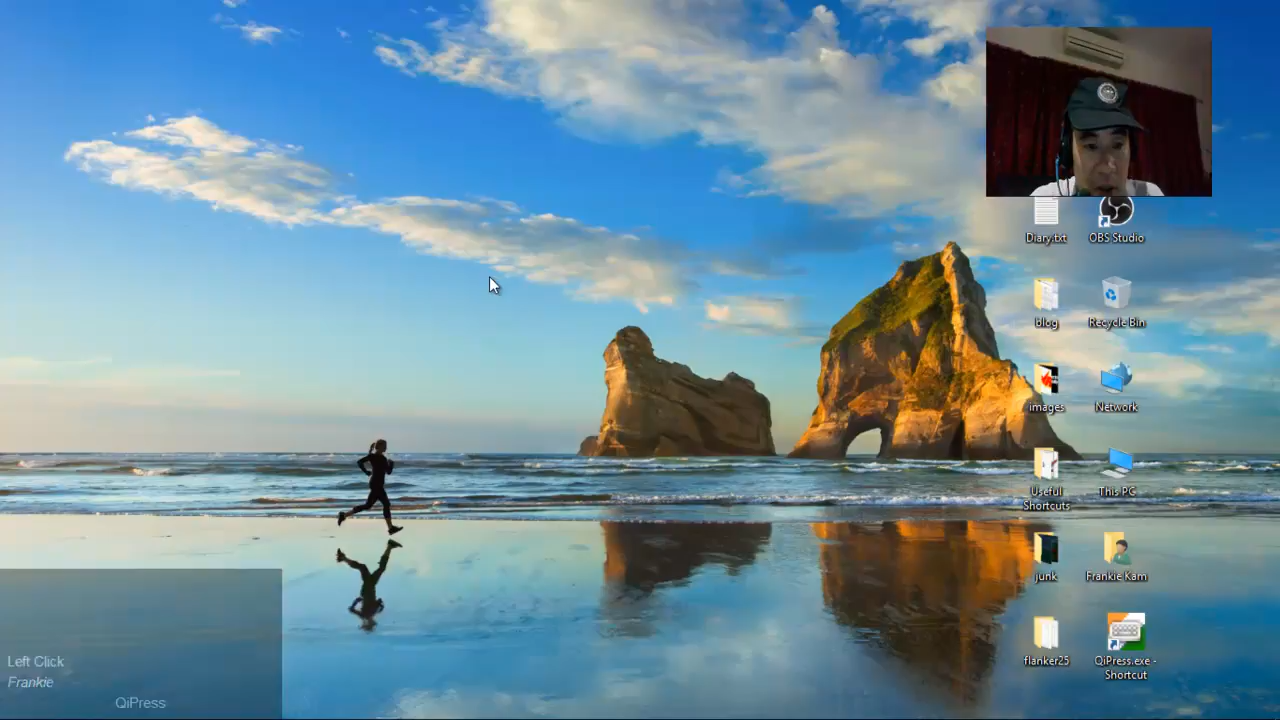 Diary.txt
OBS Studio
blog
Recycle Bin
images
Network
Useful
Shortcuts
This PC
junk
Frankie Kam
flanker25
QiPress.exe -
Shortcut
Left Click
Frankie
QiPress